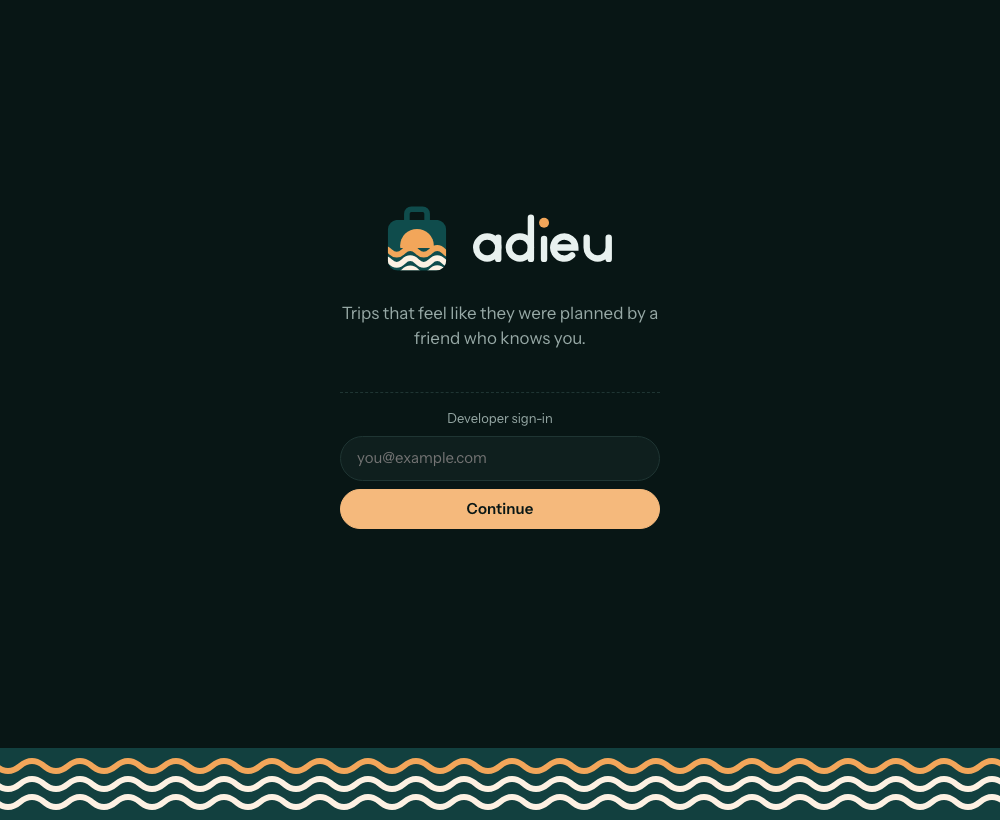 adieu
Trips that feel like they were planned by a
friend who knows you.
Developer sign-in
you@example.com
Continue